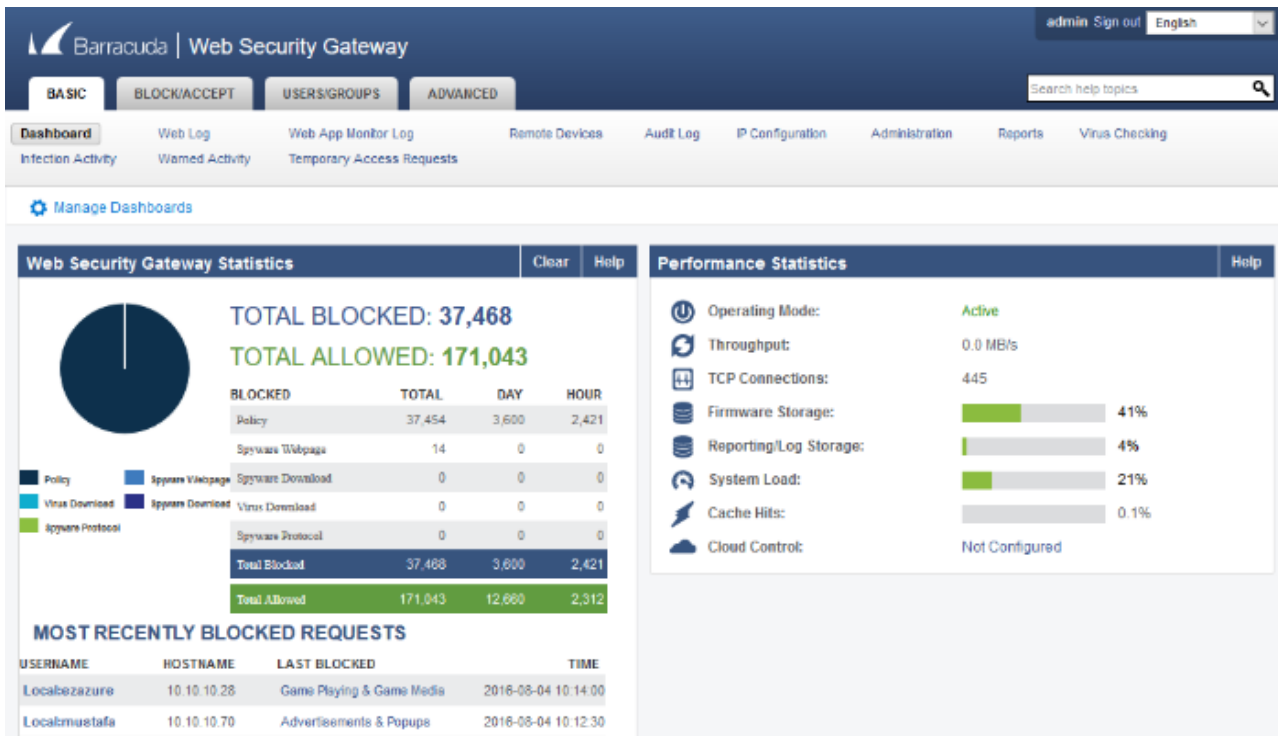 admin Sign out English
Barracuda | Web Security Gateway
BASIC BLOCK/ACCEPT USERS/GROUPS ADVANCED
Search help topics
Dashboard Web Log Web App Monitor Log Remote Devices Audit Log IP Configuration Administration Reports Virus Checking
Infection Activity Warned Activity Temporary Access Requests
Manage Dashboards
Web Security Gateway Statistics Clear Help
TOTAL BLOCKED: 37,468
TOTAL ALLOWED: 171,043
BLOCKED TOTAL DAY HOUR
Policy 37,454 3,600 2,421
Spyware Webpage 14 0 0
Spyware Download 0 0 0
Virus Download 0 0 0
Spyware Protocol 0 0 0
Total Blocked 37,468 3,600 2,421
Total Allowed 171,043 12,660 2,312
Policy Spyware Webpage
Virus Download Spyware Download
Spyware Protocol
MOST RECENTLY BLOCKED REQUESTS
USERNAME HOSTNAME LAST BLOCKED TIME
Local:ezazure 10.10.10.28 Game Playing & Game Media 2016-08-04 10:14:00
Local:mustafa 10.10.10.70 Advertisements & Popups 2016-08-04 10:12:30
Performance Statistics Help
Operating Mode: Active
Throughput: 0.0 MB/s
TCP Connections: 445
Firmware Storage: 41%
Reporting/Log Storage: 4%
System Load: 21%
Cache Hits: 0.1%
Cloud Control: Not Configured